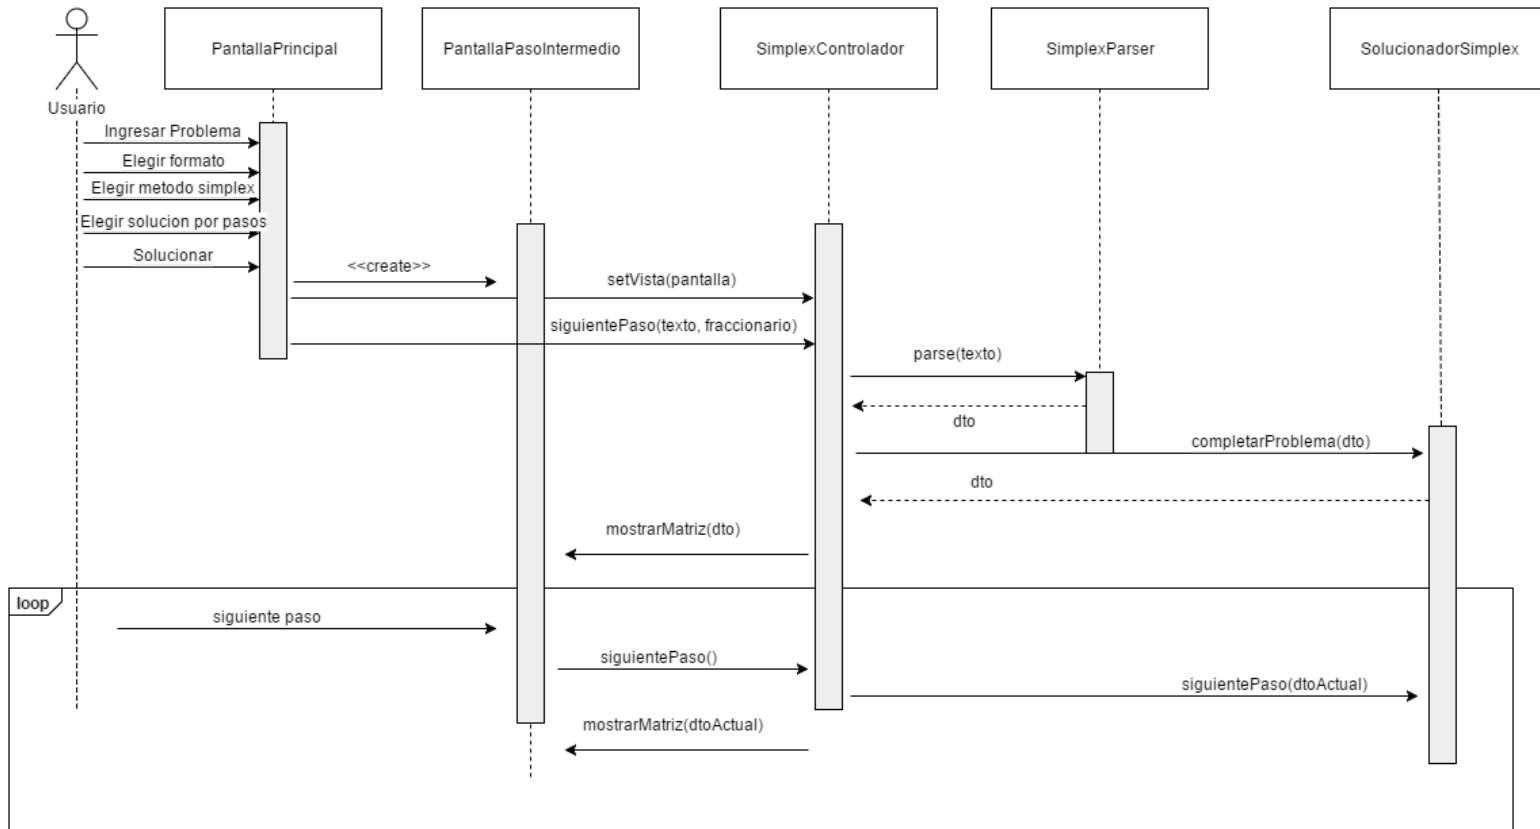 PantallaPrincipal
PantallaPasoIntermedio
SimplexControlador
SimplexParser
SolucionadorSimplex
Usuario
Ingresar Problema
Elegir formato
Elegir metodo simplex
Elegir solucion por pasos
Solucionar
<<create>>
setVista(pantalla)
siguientePaso(texto, fraccionario)
parse(texto)
dto
completarProblema(dto)
dto
mostrarMatriz(dto)
loop
siguiente paso
siguientePaso()
siguientePaso(dtoActual)
mostrarMatriz(dtoActual)